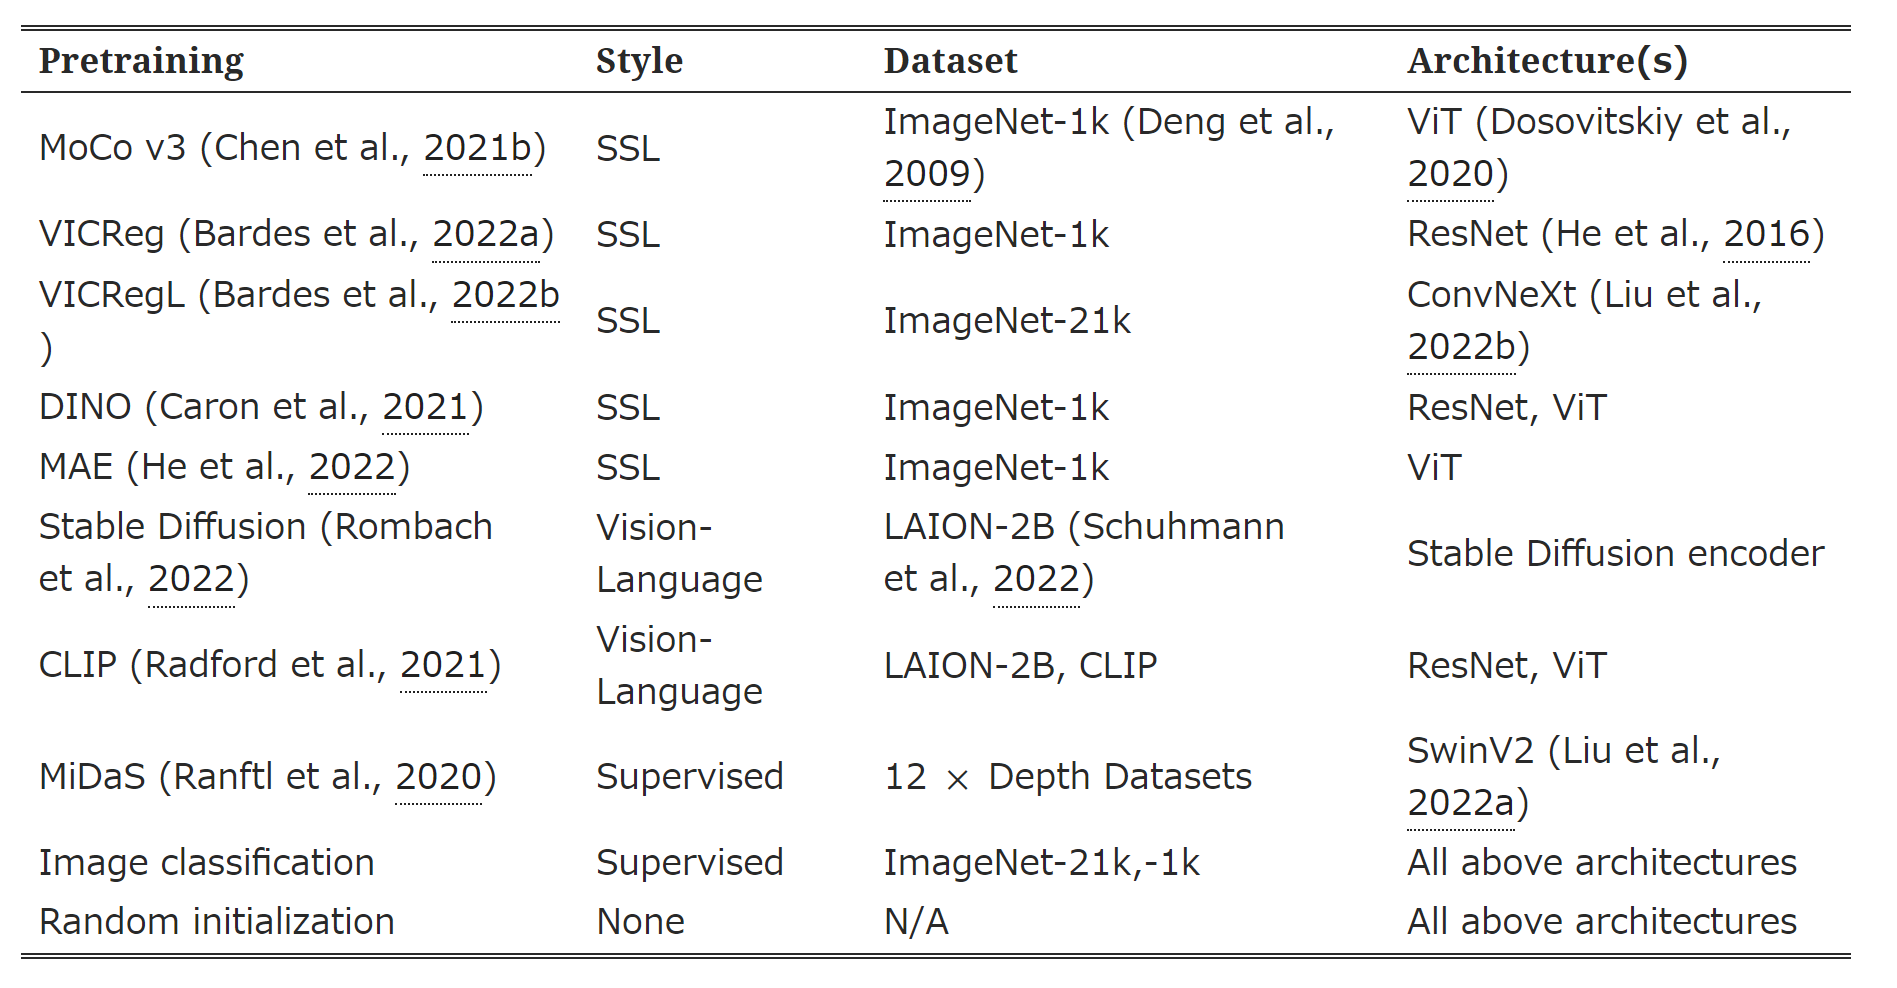 Pretraining Style Dataset Architecture(s)
MoCo v3 (Chen et al., 2021b) SSL ImageNet-1k (Deng et al., 2009) ViT (Dosovitskiy et al., 2020)
VICReg (Bardes et al., 2022a) SSL ImageNet-1k ResNet (He et al., 2016)
VICRegL (Bardes et al., 2022b) SSL ImageNet-21k ConvNeXt (Liu et al., 2022b)
DINO (Caron et al., 2021) SSL ImageNet-1k ResNet, ViT
MAE (He et al., 2022) SSL ImageNet-1k ViT
Stable Diffusion (Rombach et al., 2022) Vision-Language LAION-2B (Schuhmann et al., 2022) Stable Diffusion encoder
CLIP (Radford et al., 2021) Vision-Language LAION-2B, CLIP ResNet, ViT
MiDaS (Ranftl et al., 2020) Supervised 12 × Depth Datasets SwinV2 (Liu et al., 2022a)
Image classification Supervised ImageNet-21k,-1k All above architectures
Random initialization None N/A All above architectures